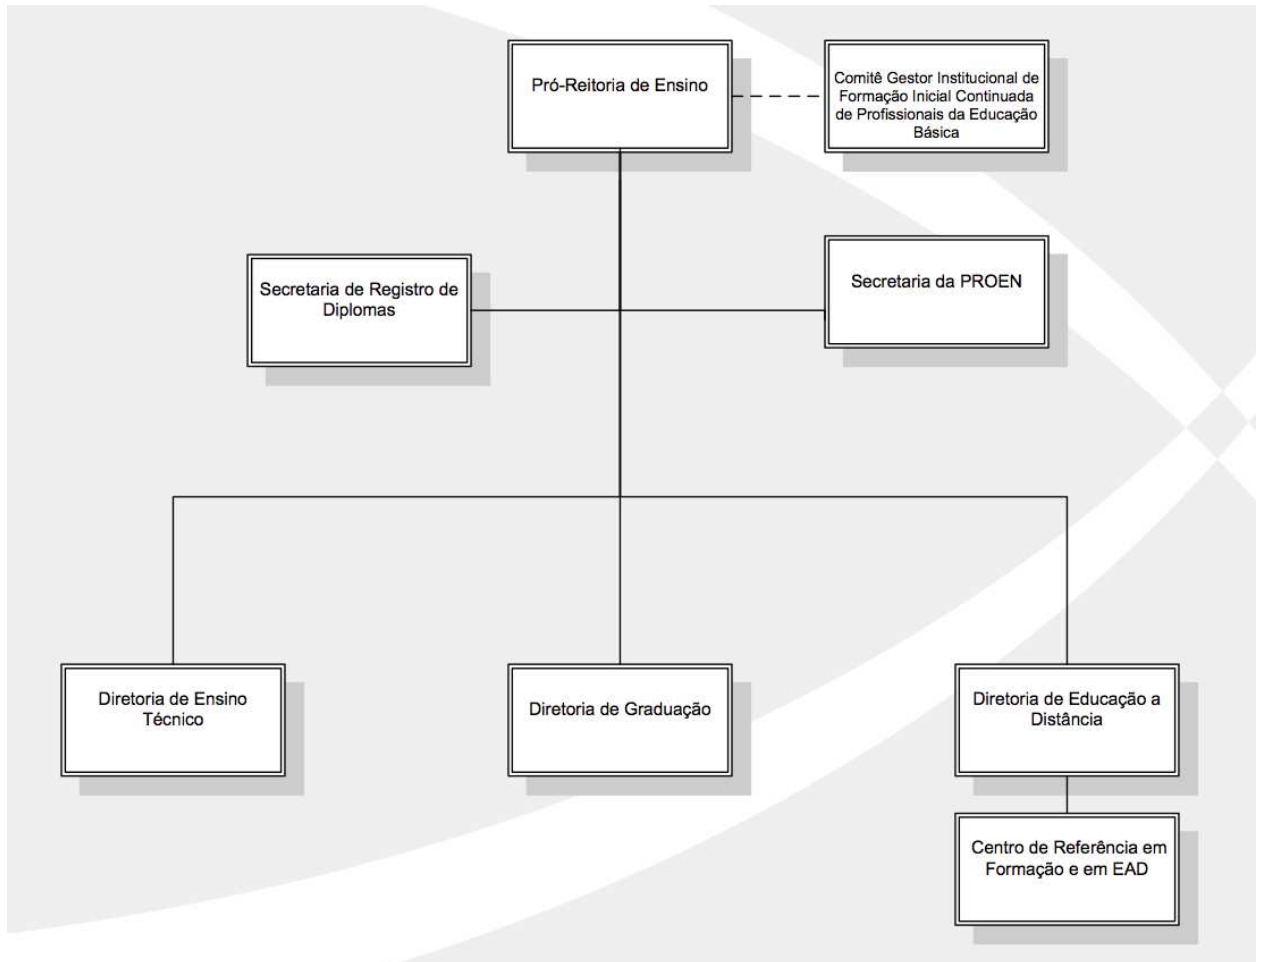 Pró-Reitoria de Ensino
Comitê Gestor Institucional de
Formação Inicial Continuada
de Profissionais da Educação
Básica
Secretaria de Registro de
Diplomas
Secretaria da PROEN
Diretoria de Ensino
Técnico
Diretoria de Graduação
Diretoria de Educação a
Distância
Centro de Referência em
Formação e em EAD